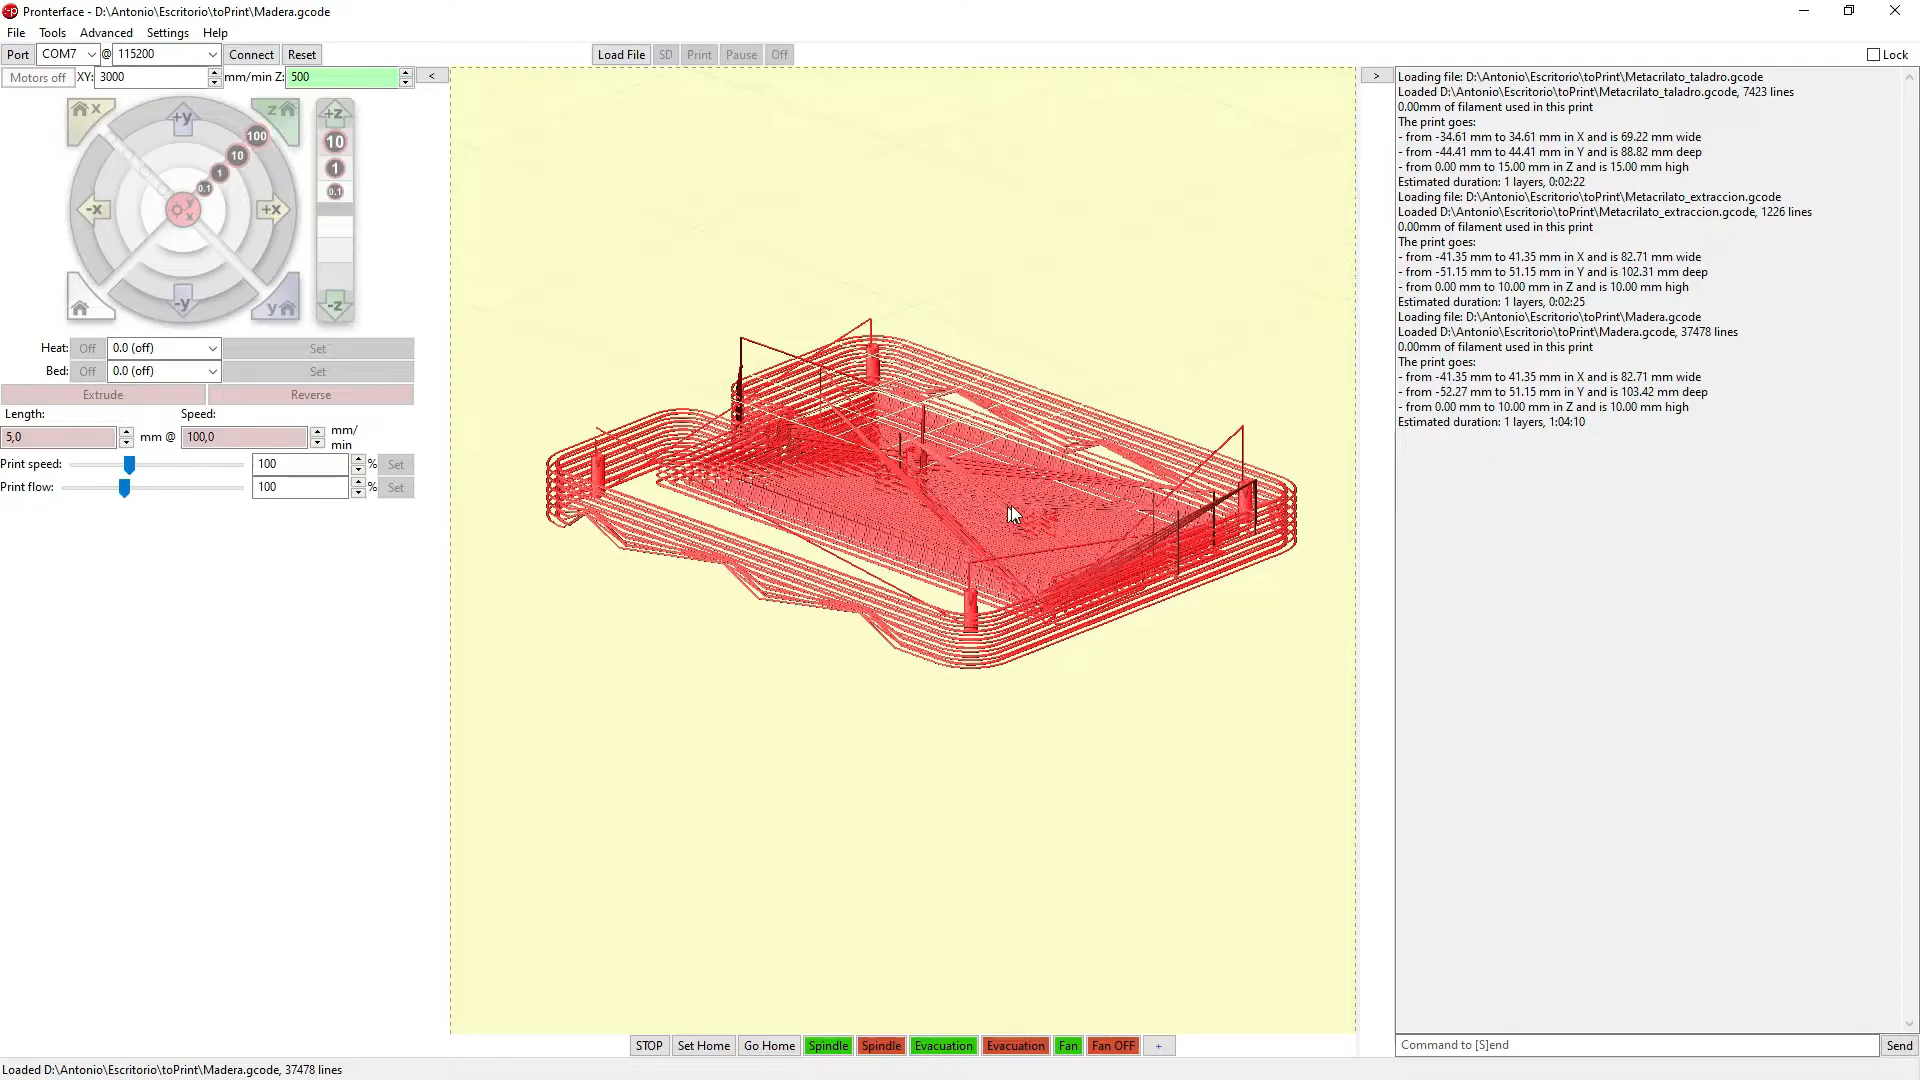 Pronterface - D:\Antonio\Escritorio\toPrint\Madera.gcode
File Tools Advanced Settings Help
Port COM7 @ 115200 Connect Reset Load File SD Print Pause Off Lock
Motors off XY: 3000 mm/min Z: 500 < >
x z
+y +z
100 10
10 1
1 0.1
0.1
-x y x +x
-y -z
y
Heat: Off 0.0 (off) Set
Bed: Off 0.0 (off) Set
Extrude Reverse
Length: Speed:
5,0 mm @ 100,0 mm/
min
Print speed: 100 % Set
Print flow: 100 % Set
Loading file: D:\Antonio\Escritorio\toPrint\Metacrilato_taladro.gcode
Loaded D:\Antonio\Escritorio\toPrint\Metacrilato_taladro.gcode, 7423 lines
0.00mm of filament used in this print
The print goes:
- from -34.61 mm to 34.61 mm in X and is 69.22 mm wide
- from -44.41 mm to 44.41 mm in Y and is 88.82 mm deep
- from 0.00 mm to 15.00 mm in Z and is 15.00 mm high
Estimated duration: 1 layers, 0:02:22
Loading file: D:\Antonio\Escritorio\toPrint\Metacrilato_extraccion.gcode
Loaded D:\Antonio\Escritorio\toPrint\Metacrilato_extraccion.gcode, 1226 lines
0.00mm of filament used in this print
The print goes:
- from -41.35 mm to 41.35 mm in X and is 82.71 mm wide
- from -51.15 mm to 51.15 mm in Y and is 102.31 mm deep
- from 0.00 mm to 10.00 mm in Z and is 10.00 mm high
Estimated duration: 1 layers, 0:02:25
Loading file: D:\Antonio\Escritorio\toPrint\Madera.gcode
Loaded D:\Antonio\Escritorio\toPrint\Madera.gcode, 37478 lines
0.00mm of filament used in this print
The print goes:
- from -41.35 mm to 41.35 mm in X and is 82.71 mm wide
- from -52.27 mm to 51.15 mm in Y and is 103.42 mm deep
- from 0.00 mm to 10.00 mm in Z and is 10.00 mm high
Estimated duration: 1 layers, 1:04:10
STOP Set Home Go Home Spindle Spindle Evacuation Evacuation Fan Fan OFF +
Command to [S]end Send
Loaded D:\Antonio\Escritorio\toPrint\Madera.gcode, 37478 lines